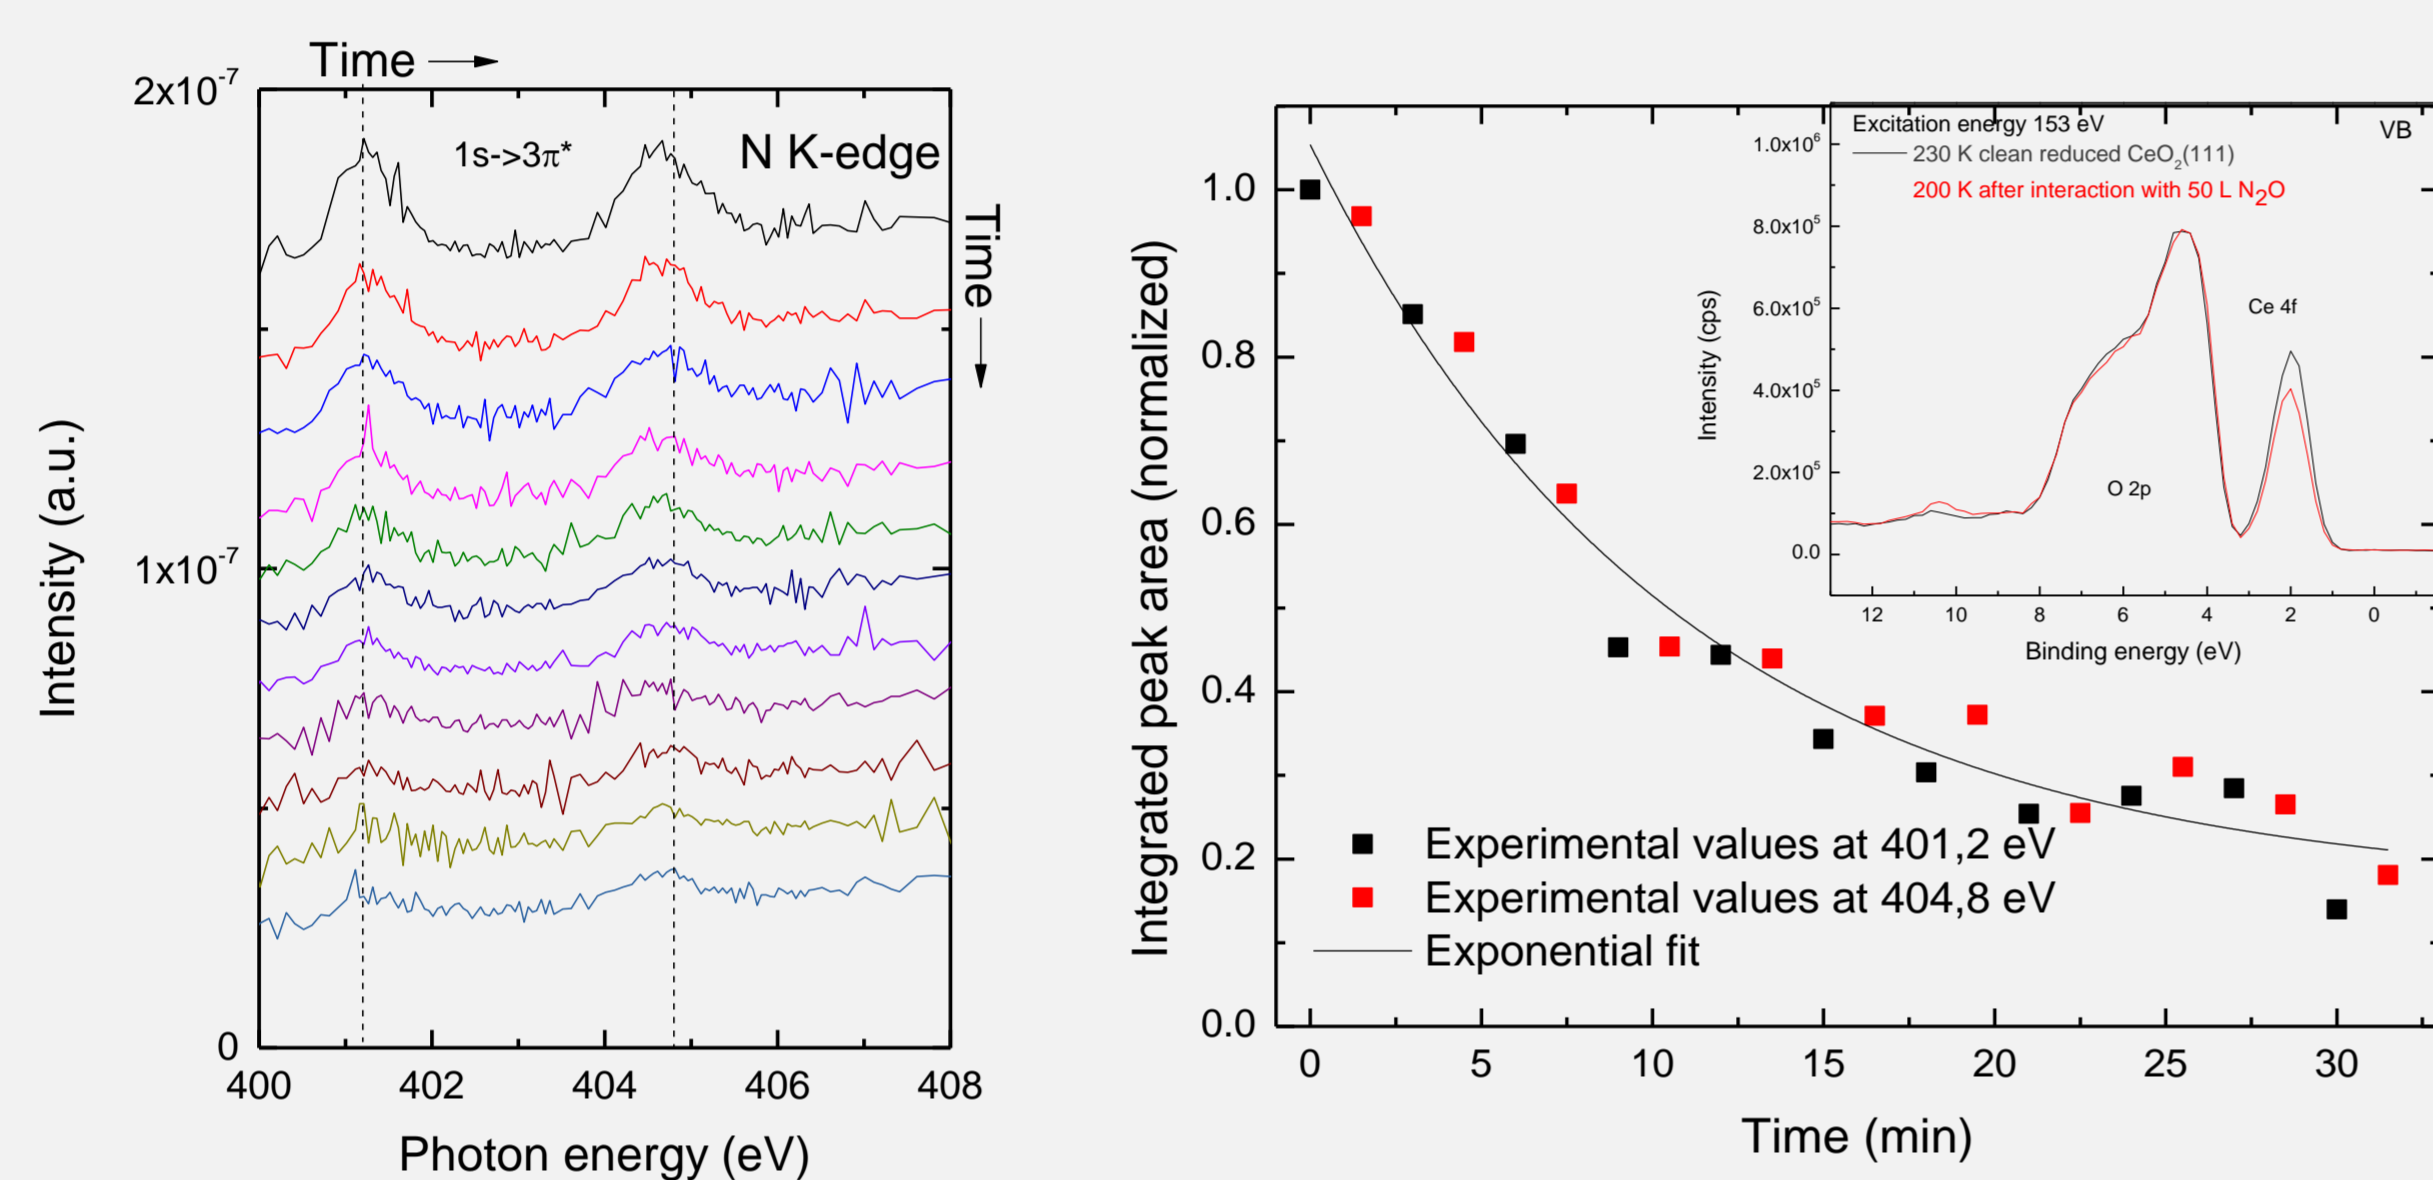 Time
2x10⁻⁷
1s->3π*
N K-edge
Time
1x10⁻⁷
0
Intensity (a.u.)
400 402 404 406 408
Photon energy (eV)
Integrated peak area (normalized)
1.0
0.8
0.6
0.4
0.2
0.0
Experimental values at 401,2 eV
Experimental values at 404,8 eV
Exponential fit
0 5 10 15 20 25 30
Time (min)
Excitation energy 153 eV
VB
230 K clean reduced CeO₂(111)
200 K after interaction with 50 L N₂O
Intensity (cps)
1.0x10⁶
8.0x10⁵
6.0x10⁵
4.0x10⁵
2.0x10⁵
0.0
Ce 4f
O 2p
12 10 8 6 4 2 0
Binding energy (eV)